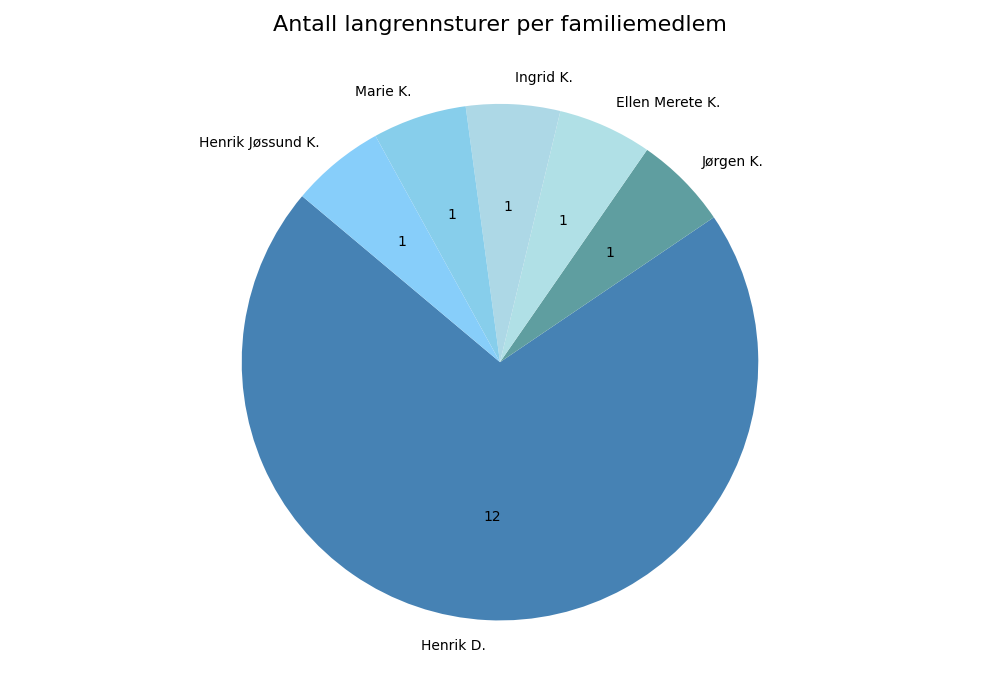 Antall langrennsturer per familiemedlem
Ingrid K.
Marie K.
Ellen Merete K.
Henrik Jøssund K.
Jørgen K.
1
1
1
1
1
12
Henrik D.